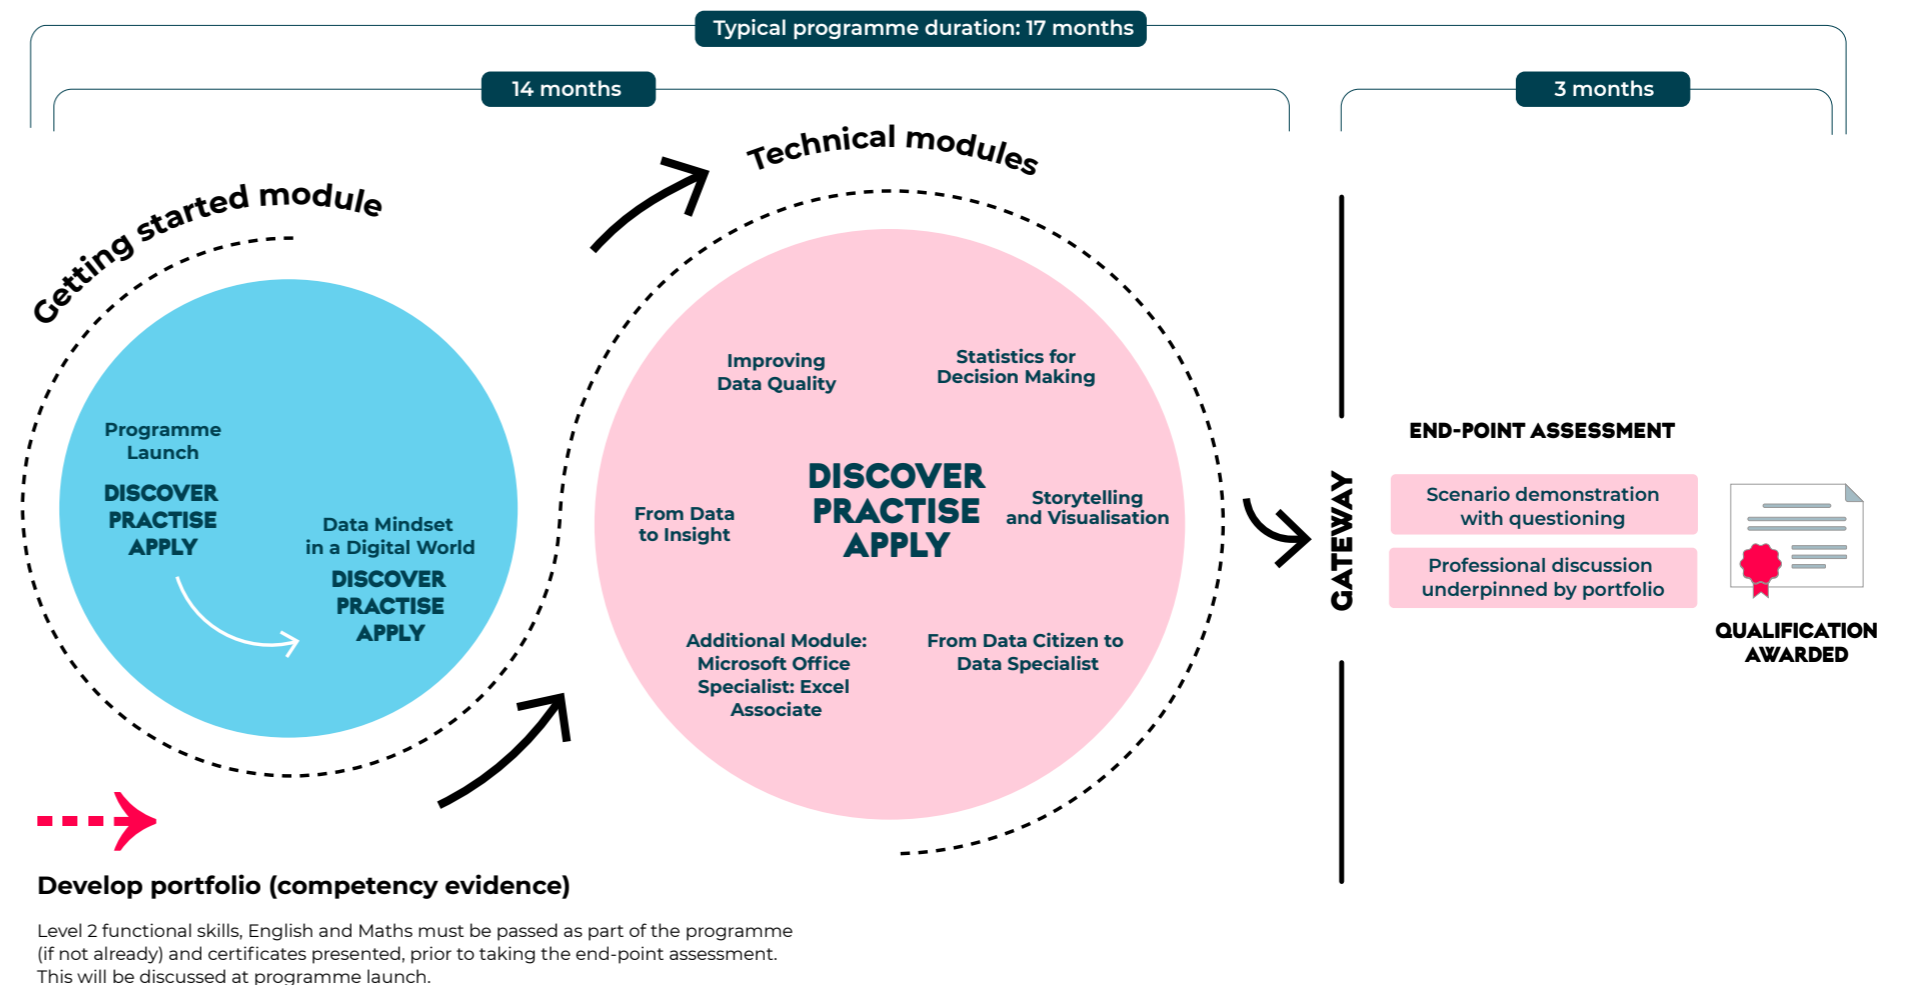 Typical programme duration: 17 months
14 months
3 months
Getting started module
Technical modules
Programme
Launch
DISCOVER
PRACTISE
APPLY
Data Mindset
in a Digital World
DISCOVER
PRACTISE
APPLY
Improving
Data Quality
Statistics for
Decision Making
From Data
to Insight
DISCOVER
PRACTISE
APPLY
Storytelling
and Visualisation
Additional Module:
Microsoft Office
Specialist: Excel
Associate
From Data Citizen to
Data Specialist
GATEWAY
END-POINT ASSESSMENT
Scenario demonstration
with questioning
Professional discussion
underpinned by portfolio
QUALIFICATION
AWARDED
Develop portfolio (competency evidence)
Level 2 functional skills, English and Maths must be passed as part of the programme
(if not already) and certificates presented, prior to taking the end-point assessment.
This will be discussed at programme launch.